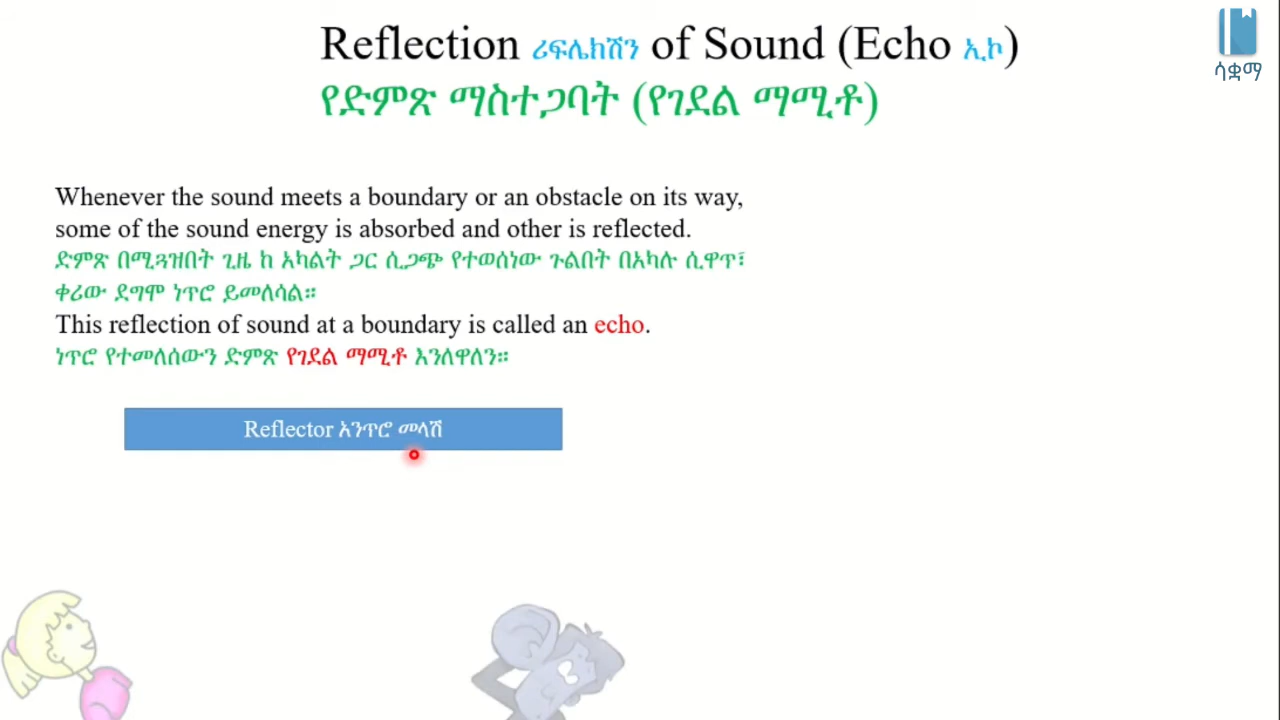 Reflection ሪፍሌክሽን of Sound (Echo ኢኮ)
የድምጽ ማስተጋባት (የገደል ማሚቶ)
ሳቋማ
Whenever the sound meets a boundary or an obstacle on its way,
some of the sound energy is absorbed and other is reflected.
ድምጽ በሚጓዝበት ጊዜ ከ አካልት ጋር ሲጋጭ የተወሰነው ጉልበት በአካሉ ሲዋጥ፣
ቀሪው ደግሞ ነጥሮ ይመለሳል።
This reflection of sound at a boundary is called an echo.
ነጥሮ የተመለሰውን ድምጽ የገደል ማሚቶ እንለዋለን።
Reflector አንጥሮ መላሽ